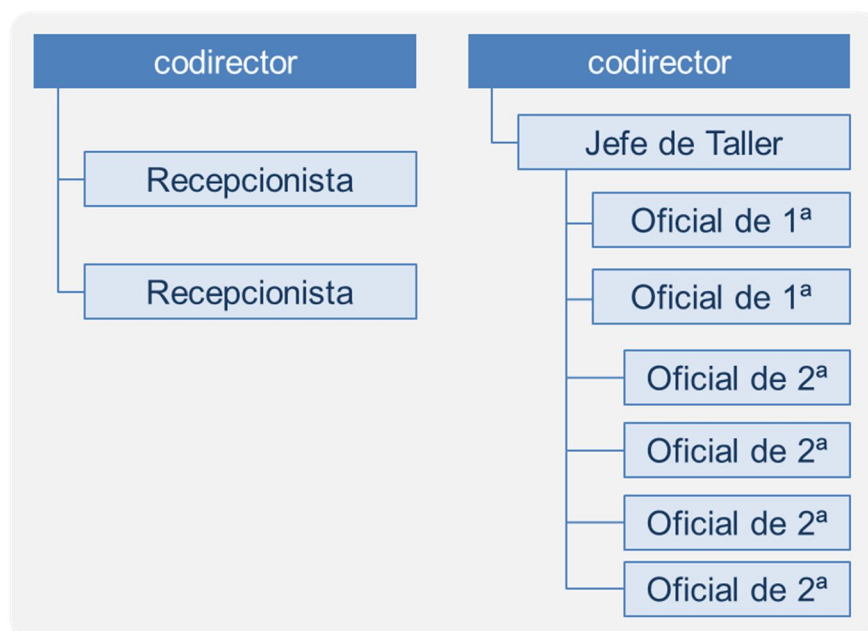 codirector
Recepcionista
Recepcionista
codirector
Jefe de Taller
Oficial de 1ª
Oficial de 1ª
Oficial de 2ª
Oficial de 2ª
Oficial de 2ª
Oficial de 2ª